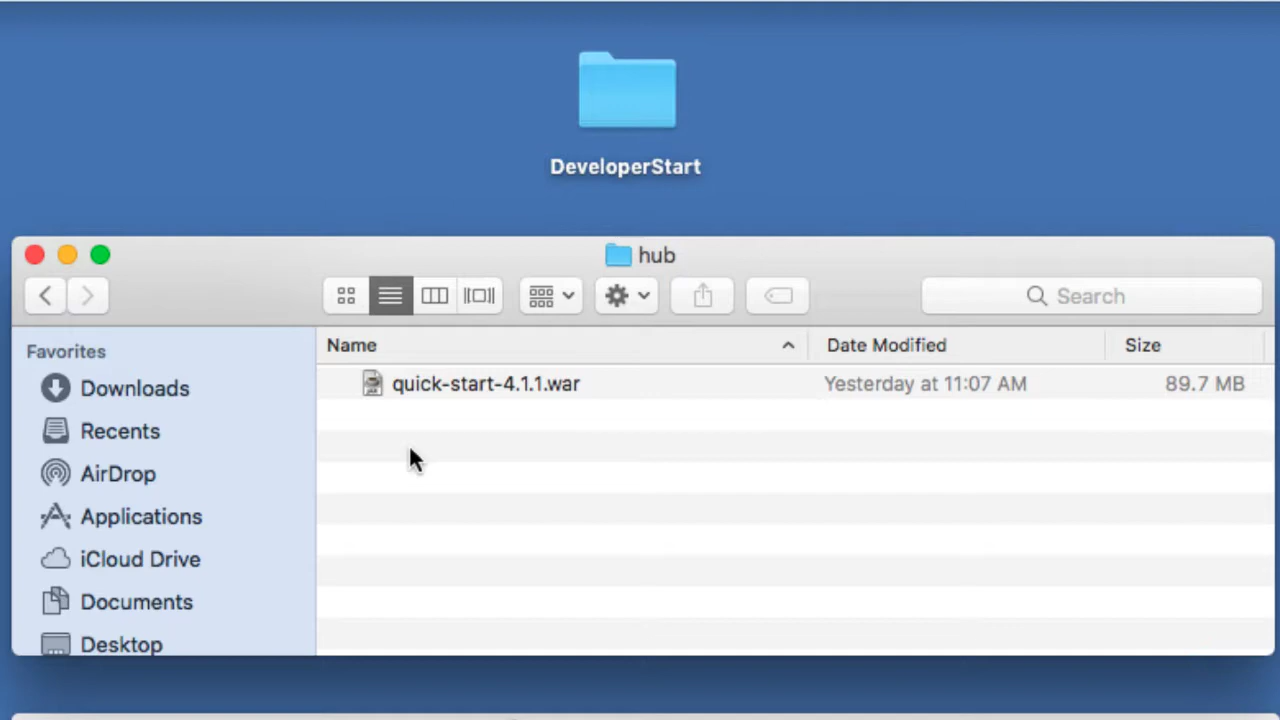 DeveloperStart
hub
Search
Favorites
Name
Date Modified
Size
Downloads
quick-start-4.1.1.war
Yesterday at 11:07 AM
89.7 MB
Recents
AirDrop
Applications
iCloud Drive
Documents
Desktop